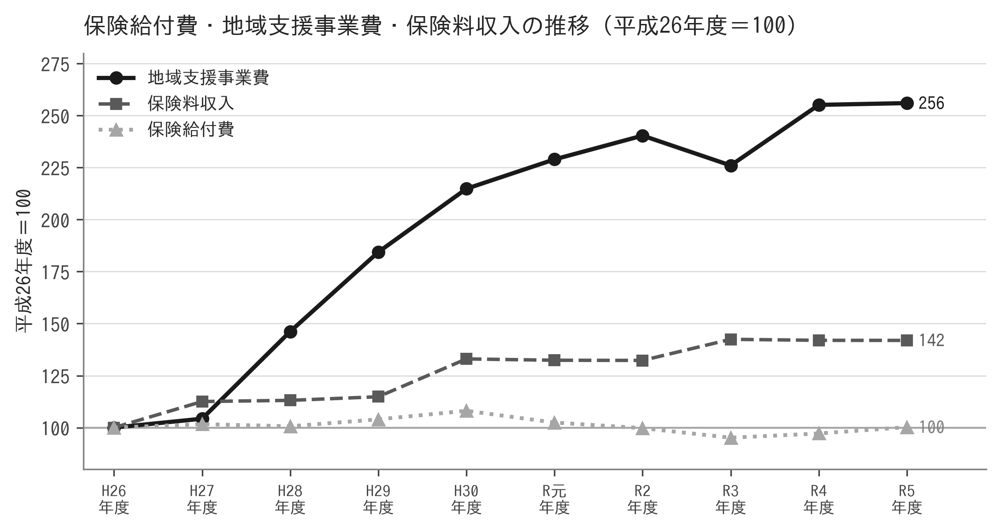 保険給付費・地域支援事業費・保険料収入の推移（平成26年度＝100）
平成26年度＝100
275
250
225
200
175
150
125
100
地域支援事業費
保険料収入
保険給付費
256
142
100
H26
年度
H27
年度
H28
年度
H29
年度
H30
年度
R元
年度
R2
年度
R3
年度
R4
年度
R5
年度